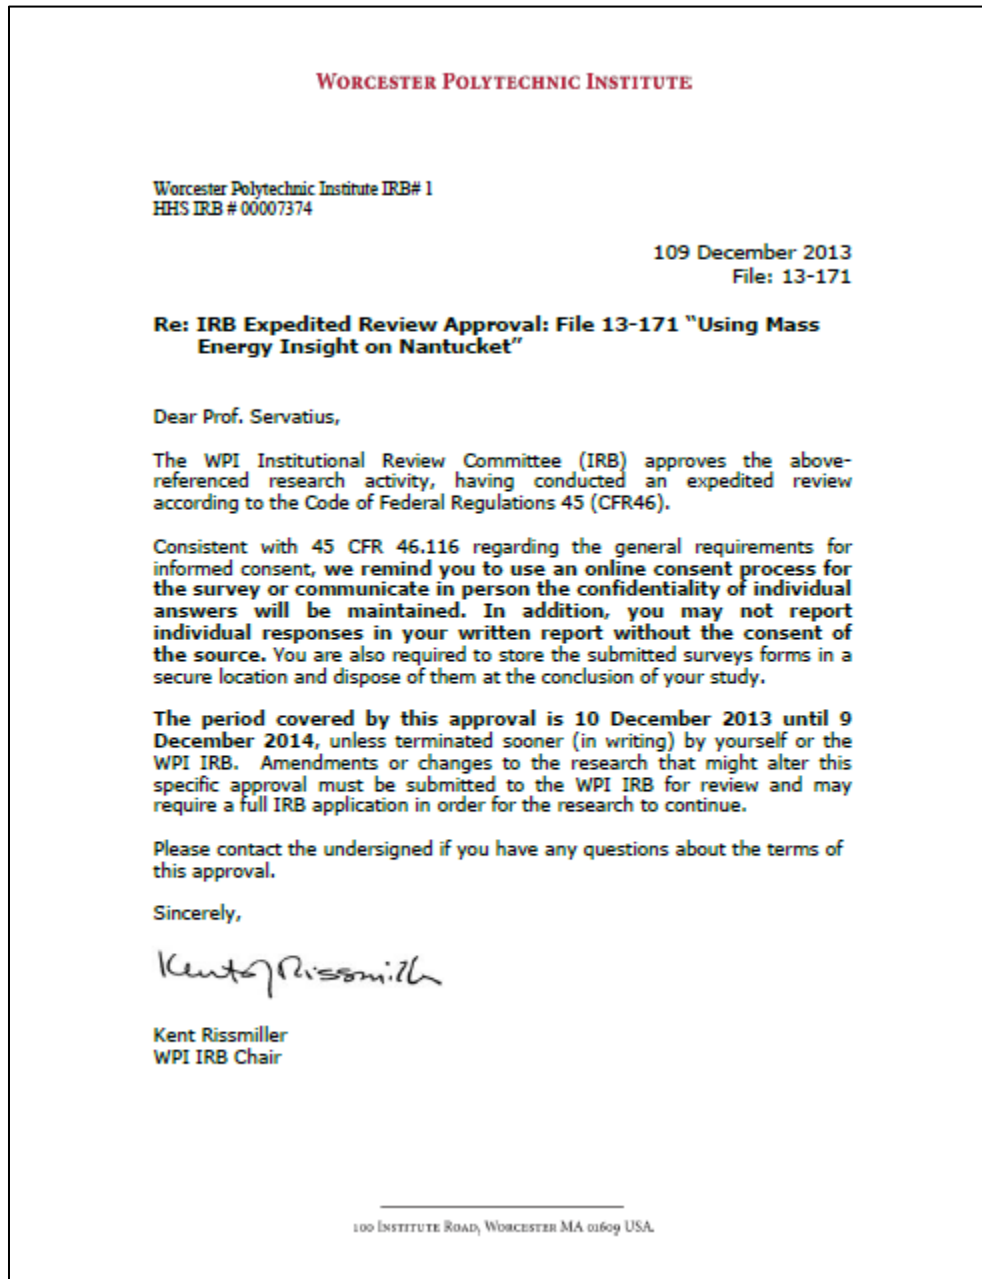 WORCESTER POLYTECHNIC INSTITUTE
Worcester Polytechnic Institute IRB# 1
HHS IRB # 00007374
109 December 2013
File: 13-171
Re: IRB Expedited Review Approval: File 13-171 “Using Mass
Energy Insight on Nantucket”
Dear Prof. Servatius,
The WPI Institutional Review Committee (IRB) approves the above-
referenced research activity, having conducted an expedited review
according to the Code of Federal Regulations 45 (CFR46).
Consistent with 45 CFR 46.116 regarding the general requirements for
informed consent, we remind you to use an online consent process for
the survey or communicate in person the confidentiality of individual
answers will be maintained. In addition, you may not report
individual responses in your written report without the consent of
the source. You are also required to store the submitted surveys forms in a
secure location and dispose of them at the conclusion of your study.
The period covered by this approval is 10 December 2013 until 9
December 2014, unless terminated sooner (in writing) by yourself or the
WPI IRB. Amendments or changes to the research that might alter this
specific approval must be submitted to the WPI IRB for review and may
require a full IRB application in order for the research to continue.
Please contact the undersigned if you have any questions about the terms of
this approval.
Sincerely,
Kent J Rissmiller
Kent Rissmiller
WPI IRB Chair
100 INSTITUTE ROAD, WORCESTER MA 01609 USA